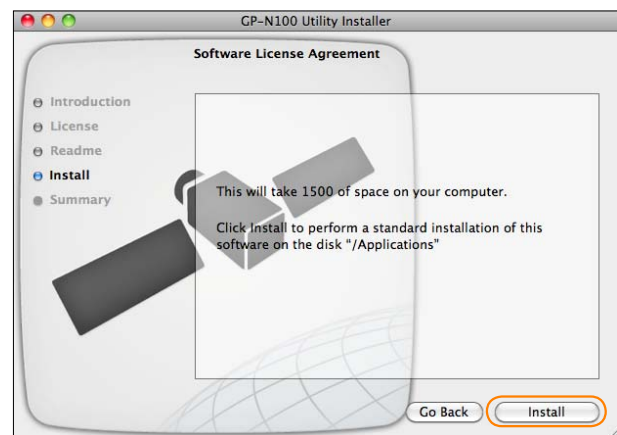 GP-N100 Utility Installer
Software License Agreement
Introduction
License
Readme
Install
Summary
This will take 1500 of space on your computer.
Click Install to perform a standard installation of this
software on the disk "/Applications"
Go Back
Install